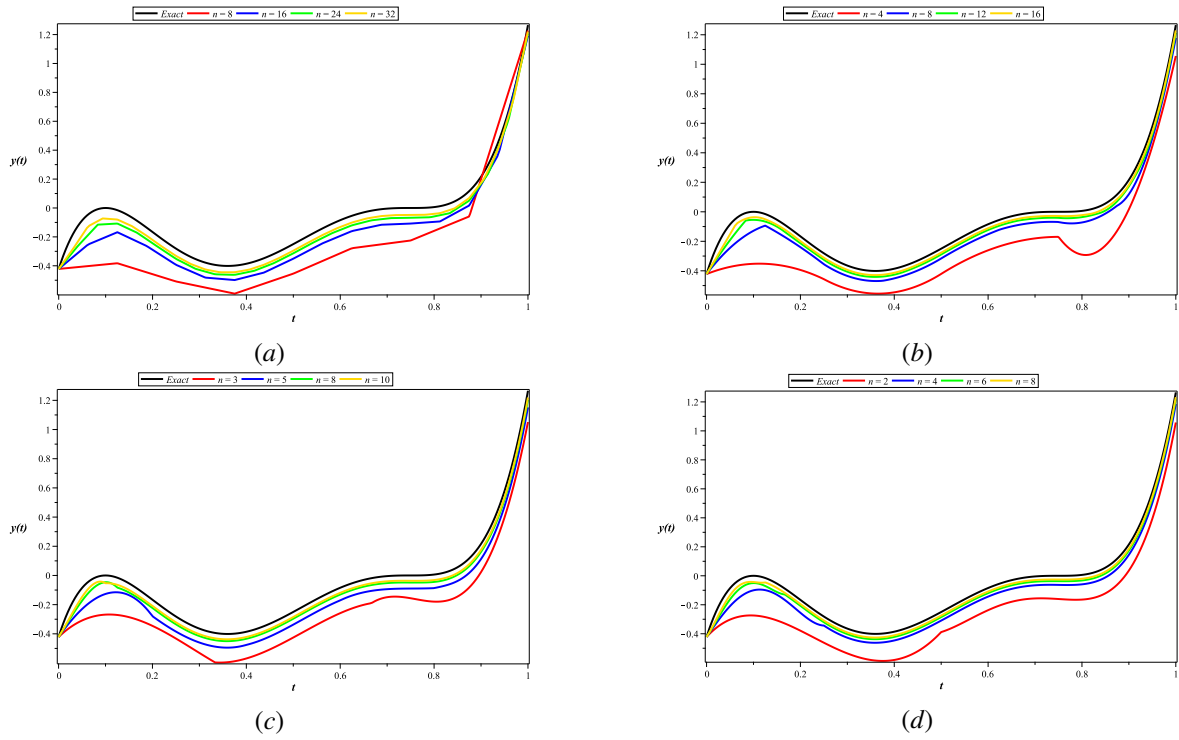 Exact n = 8 n = 16 n = 24 n = 32
1.2
1
0.8
0.6
0.4
y(t)
0.2
0
−0.2
−0.4
0 0.2 0.4 0.6 0.8 1
t
(a)
Exact n = 4 n = 8 n = 12 n = 16
1.2
1
0.8
0.6
0.4
y(t)
0.2
0
−0.2
−0.4
0 0.2 0.4 0.6 0.8 1
t
(b)
Exact n = 3 n = 5 n = 8 n = 10
1.2
1
0.8
0.6
0.4
y(t)
0.2
0
−0.2
−0.4
0 0.2 0.4 0.6 0.8 1
t
(c)
Exact n = 2 n = 4 n = 6 n = 8
1.2
1
0.8
0.6
0.4
y(t)
0.2
0
−0.2
−0.4
0 0.2 0.4 0.6 0.8 1
t
(d)